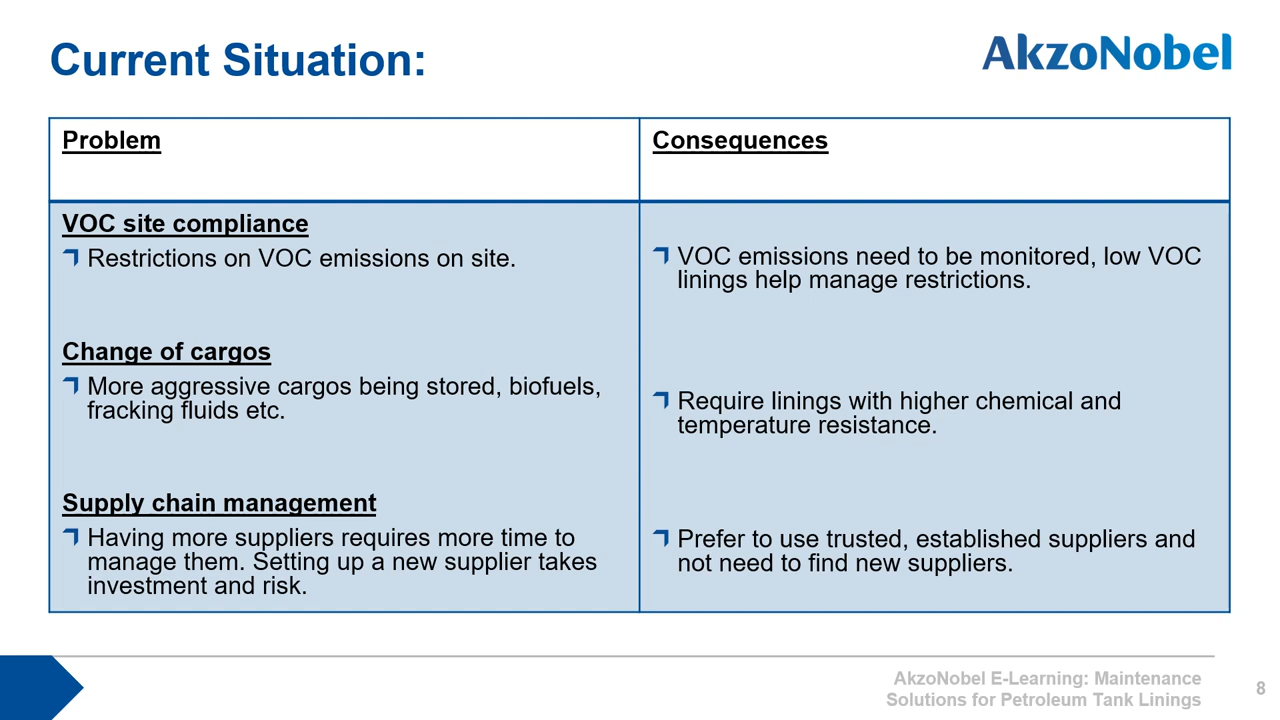 Current Situation:
AkzoNobel
Problem
Consequences
VOC site compliance
Restrictions on VOC emissions on site.
VOC emissions need to be monitored, low VOC
linings help manage restrictions.
Change of cargos
More aggressive cargos being stored, biofuels,
fracking fluids etc.
Require linings with higher chemical and
temperature resistance.
Supply chain management
Having more suppliers requires more time to
manage them. Setting up a new supplier takes
investment and risk.
Prefer to use trusted, established suppliers and
not need to find new suppliers.
AkzoNobel E-Learning: Maintenance
Solutions for Petroleum Tank Linings
8